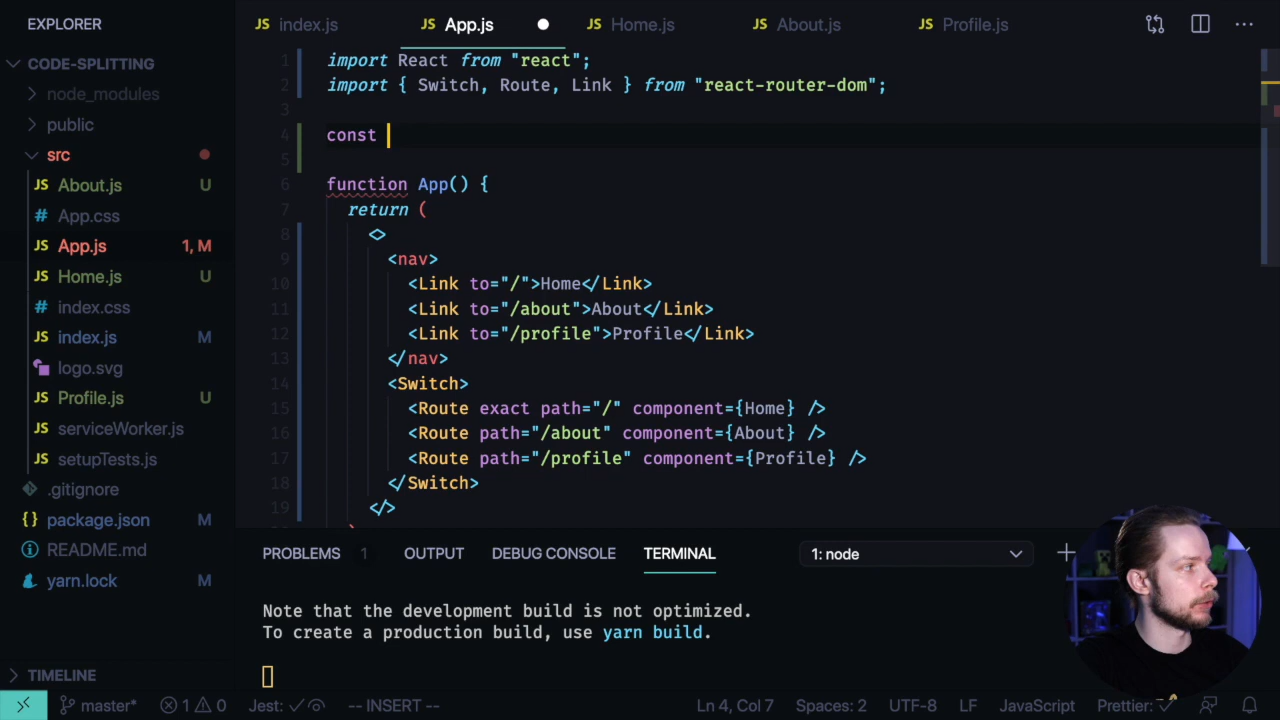 EXPLORER
CODE-SPLITTING
node_modules
public
src
JS About.js U
# App.css
JS App.js 1, M
JS Home.js U
# index.css
JS index.js M
logo.svg
JS Profile.js U
JS serviceWorker.js
JS setupTests.js
.gitignore
{} package.json M
README.md
yarn.lock M
TIMELINE
JS index.js JS App.js JS Home.js JS About.js JS Profile.js
1 import React from "react";
2 import { Switch, Route, Link } from "react-router-dom";
3
4 const
5
6 function App() {
7 return (
8 <>
9 <nav>
10 <Link to="/">Home</Link>
11 <Link to="/about">About</Link>
12 <Link to="/profile">Profile</Link>
13 </nav>
14 <Switch>
15 <Route exact path="/" component={Home} />
16 <Route path="/about" component={About} />
17 <Route path="/profile" component={Profile} />
18 </Switch>
19 </>
PROBLEMS 1 OUTPUT DEBUG CONSOLE TERMINAL 1: node
Note that the development build is not optimized.
To create a production build, use yarn build.
master* 1 0 Jest: -- INSERT -- Ln 4, Col 7 Spaces: 2 UTF-8 LF JavaScript Prettier: